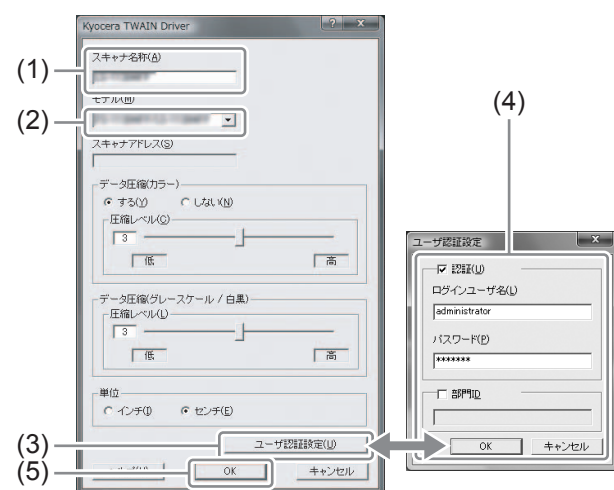 Kyocera TWAIN Driver
スキャナ名称(A)
(1)
モデル(M)
(2)
スキャナアドレス(S)
データ圧縮(カラー)
する(Y) しない(N)
圧縮レベル(C)
3
低 高
データ圧縮(グレースケール / 白黒)
圧縮レベル(L)
3
低 高
単位
インチ(I) センチ(E)
(3) ユーザ認証設定(U)
(5) OK キャンセル
(4)
ユーザ認証設定
認証(U)
ログインユーザ名(L)
administrator
パスワード(P)
*******
部門ID
OK キャンセル